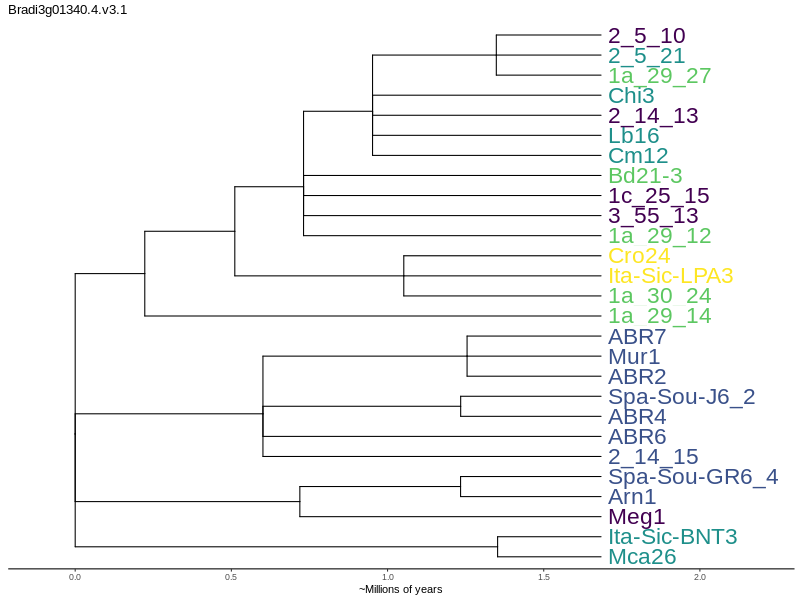 Bradi3g01340.4.v3.1
2_5_10
2_5_21
1a_29_27
Chi3
2_14_13
Lb16
Cm12
Bd21-3
1c_25_15
3_55_13
1a_29_12
Cro24
Ita-Sic-LPA3
1a_30_24
1a_29_14
ABR7
Mur1
ABR2
Spa-Sou-J6_2
ABR4
ABR6
2_14_15
Spa-Sou-GR6_4
Arn1
Meg1
Ita-Sic-BNT3
Mca26
0.0 0.5 1.0 1.5 2.0
~Millions of years